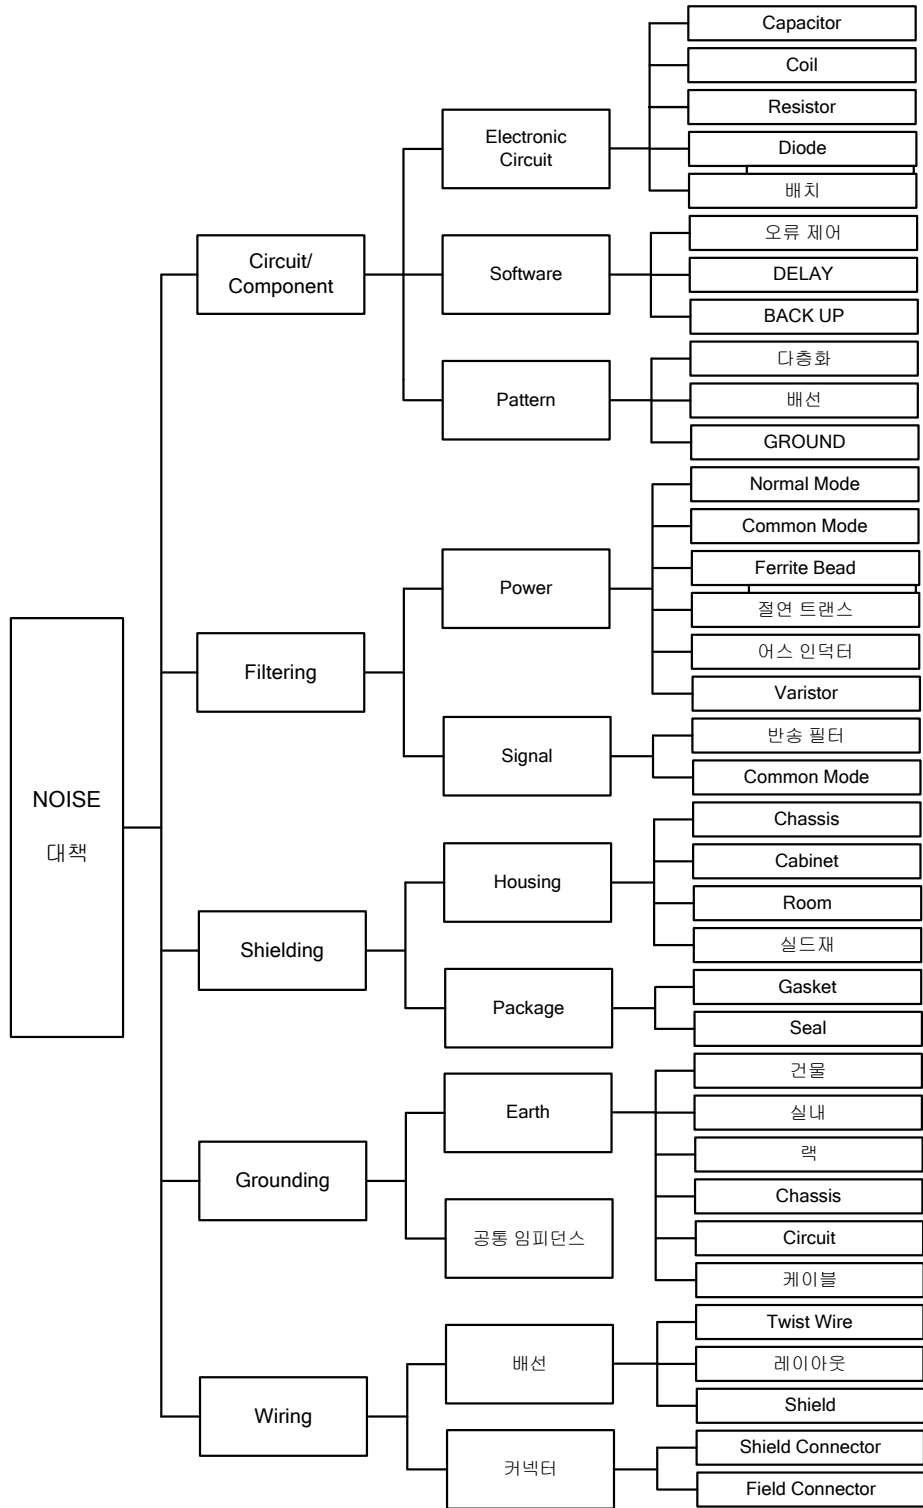 NOISE
대책
Circuit/
Component
Electronic
Circuit
Capacitor
Coil
Resistor
Diode
배치
Software
오류 제어
DELAY
BACK UP
Pattern
다층화
배선
GROUND
Filtering
Power
Normal Mode
Common Mode
Ferrite Bead
절연 트랜스
어스 인덕터
Varistor
Signal
반송 필터
Common Mode
Shielding
Housing
Chassis
Cabinet
Room
실드재
Package
Gasket
Seal
Grounding
Earth
건물
실내
랙
Chassis
Circuit
케이블
공통 임피던스
Wiring
배선
Twist Wire
레이아웃
Shield
커넥터
Shield Connector
Field Connector